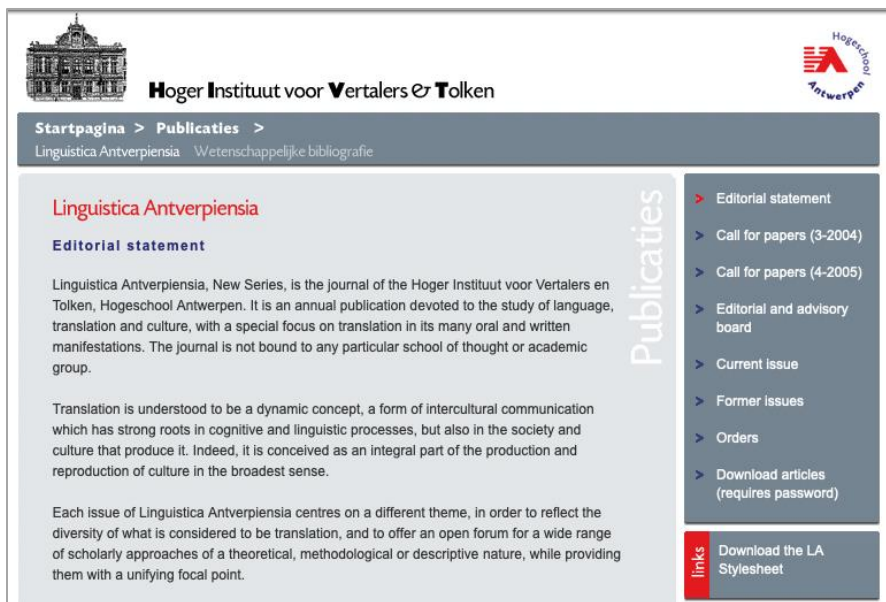 Hoger Instituut voor Vertalers & Tolken
Hogeschool
Antwerpen
Startpagina > Publicaties >
Linguistica Antverpiensia Wetenschappelijke bibliografie
Linguistica Antverpiensia
Editorial statement
Linguistica Antverpiensia, New Series, is the journal of the Hoger Instituut voor Vertalers en
Tolken, Hogeschool Antwerpen. It is an annual publication devoted to the study of language,
translation and culture, with a special focus on translation in its many oral and written
manifestations. The journal is not bound to any particular school of thought or academic
group.
Translation is understood to be a dynamic concept, a form of intercultural communication
which has strong roots in cognitive and linguistic processes, but also in the society and
culture that produce it. Indeed, it is conceived as an integral part of the production and
reproduction of culture in the broadest sense.
Each issue of Linguistica Antverpiensia centres on a different theme, in order to reflect the
diversity of what is considered to be translation, and to offer an open forum for a wide range
of scholarly approaches of a theoretical, methodological or descriptive nature, while providing
them with a unifying focal point.
Publicaties
> Editorial statement
> Call for papers (3-2004)
> Call for papers (4-2005)
> Editorial and advisory
board
> Current issue
> Former issues
> Orders
> Download articles
(requires password)
links
Download the LA
Stylesheet